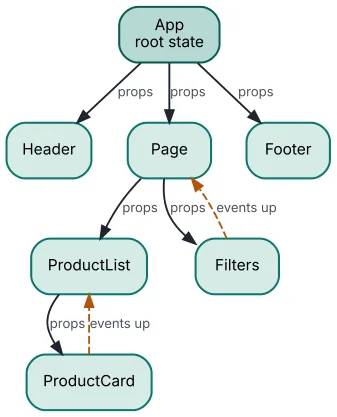 App
root state
props
props
props
Header
Page
Footer
props
props
events up
ProductList
Filters
props
events up
ProductCard